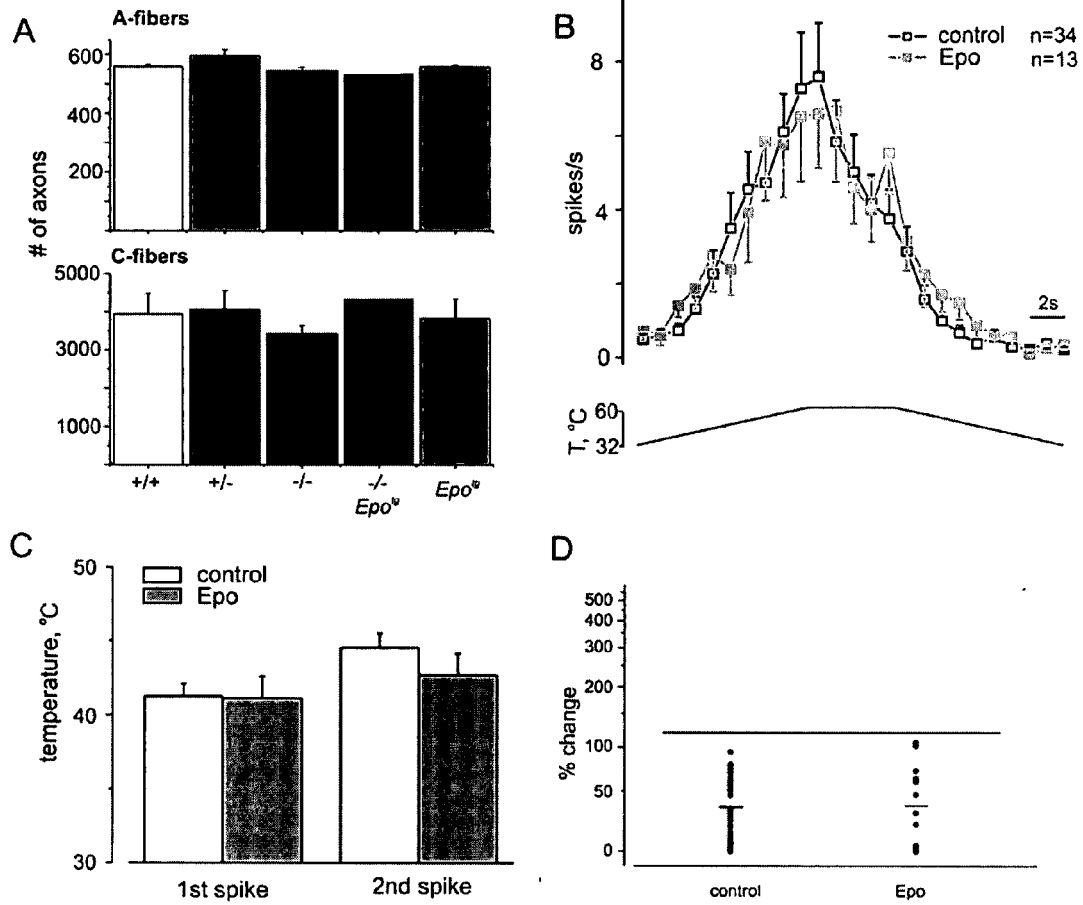 A
A-fibers
600
400
200
# of axons
C-fibers
5000
3000
1000
+/+
+/-
-/-
-/-
Epo^tg
Epo^tg
B
control n=34
Epo n=13
8
4
0
spikes/s
2s
T, °C
60
32
C
50
40
30
temperature, °C
control
Epo
1st spike
2nd spike
D
500
400
300
200
100
50
0
% change
control
Epo